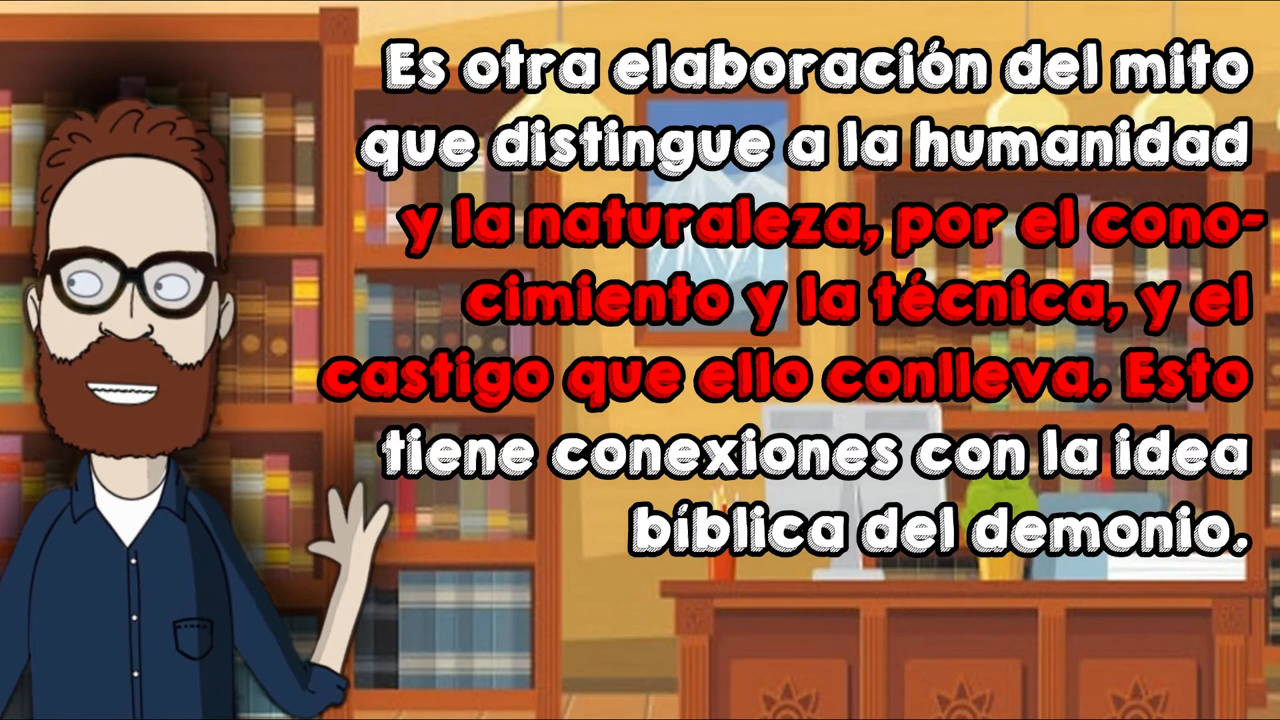 Es otra elaboración del mito
que distingue a la humanidad
y la naturaleza, por el cono-
cimiento y la técnica, y el
castigo que ello conlleva. Esto
tiene conexiones con la idea
bíblica del demonio.